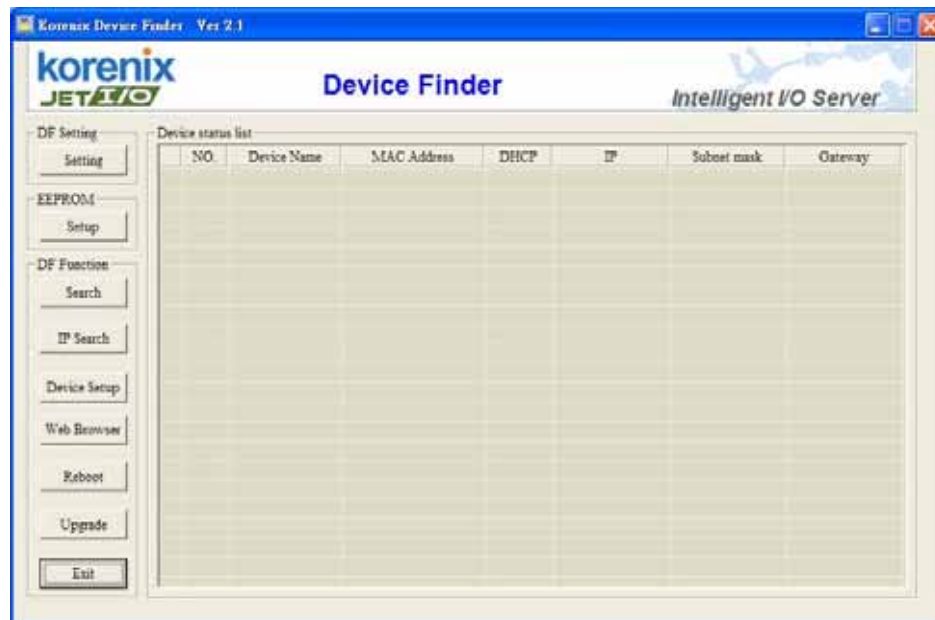 Korenix Device Finder Ver 2.1
korenix
JET I/O
Device Finder
Intelligent I/O Server
DF Setting
Setting
EEPROM
Setup
DF Function
Search
IP Search
Device Setup
Web Browser
Reboot
Upgrade
Exit
Device status list
NO. Device Name MAC Address DHCP IP Subnet mask Gateway